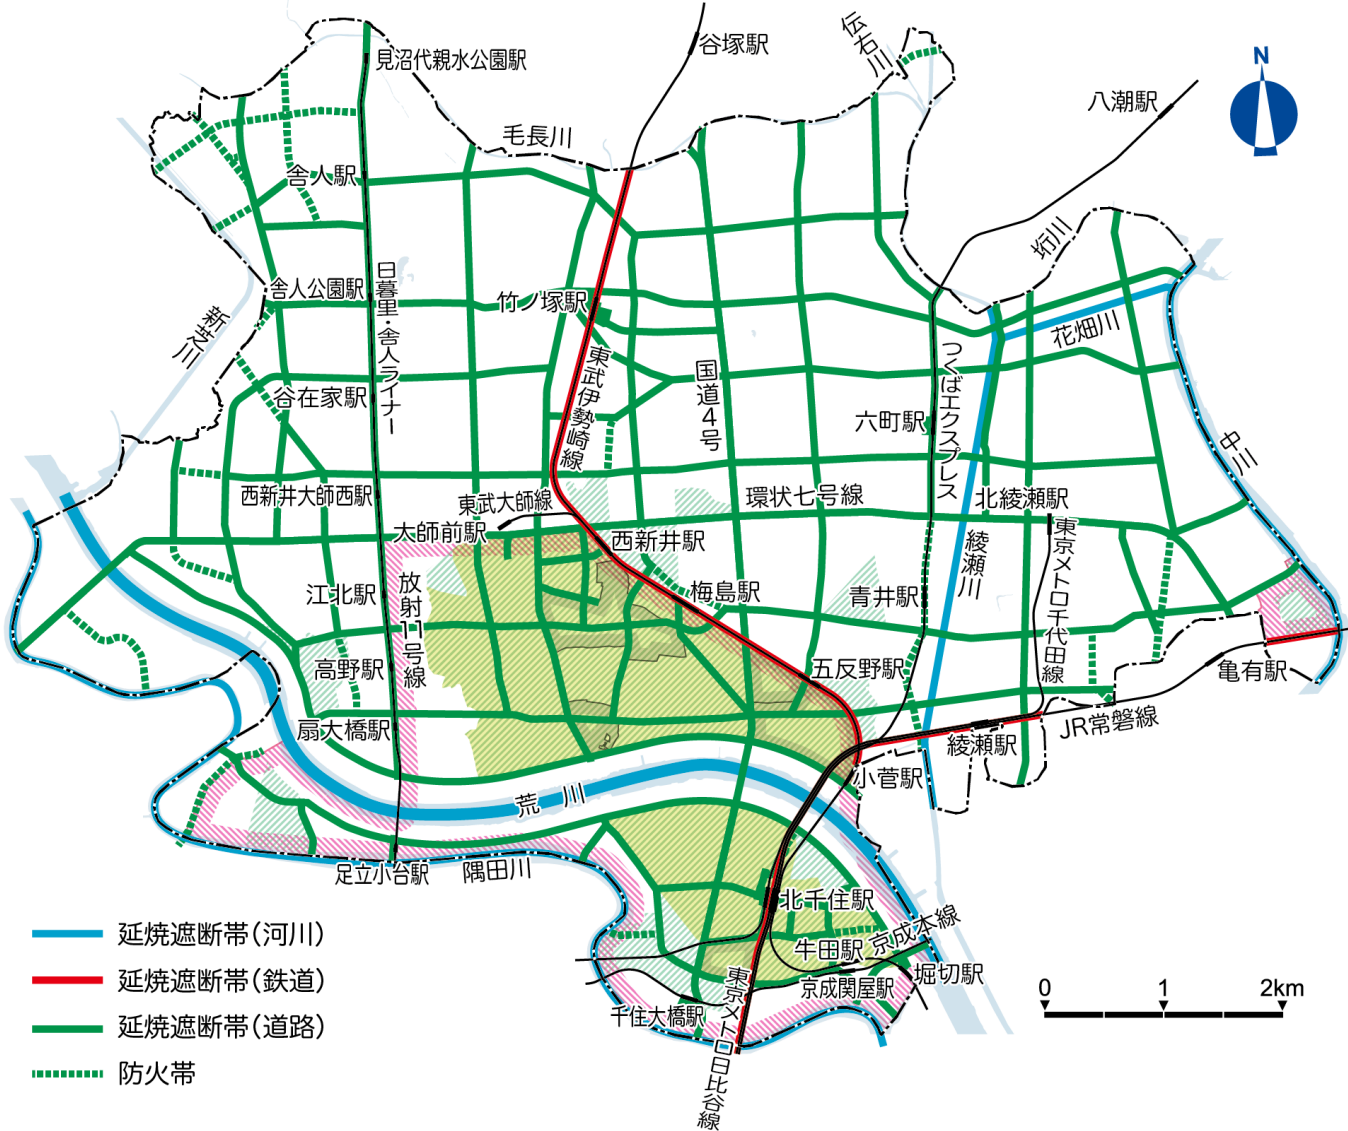 谷塚駅
伝右川
見沼代親水公園駅
N
八潮駅
毛長川
舎人駅
垳川
舎人公園駅
日暮里・舎人ライナー
竹ノ塚駅
新芝川
花畑川
つくばエクスプレス
東武伊勢崎線
国道4号
谷在家駅
六町駅
中川
西新井大師西駅
東武大師線
環状七号線
北綾瀬駅
大師前駅
西新井駅
綾瀬川
東京メトロ千代田線
放射11号線
江北駅
梅島駅
青井駅
高野駅
五反野駅
亀有駅
扇大橋駅
綾瀬駅
JR常磐線
小菅駅
荒川
足立小台駅
隅田川
北千住駅
牛田駅
京成本線
堀切駅
京成関屋駅
千住大橋駅
東京メトロ日比谷線
延焼遮断帯(河川)
延焼遮断帯(鉄道)
延焼遮断帯(道路)
防火帯
0 1 2km